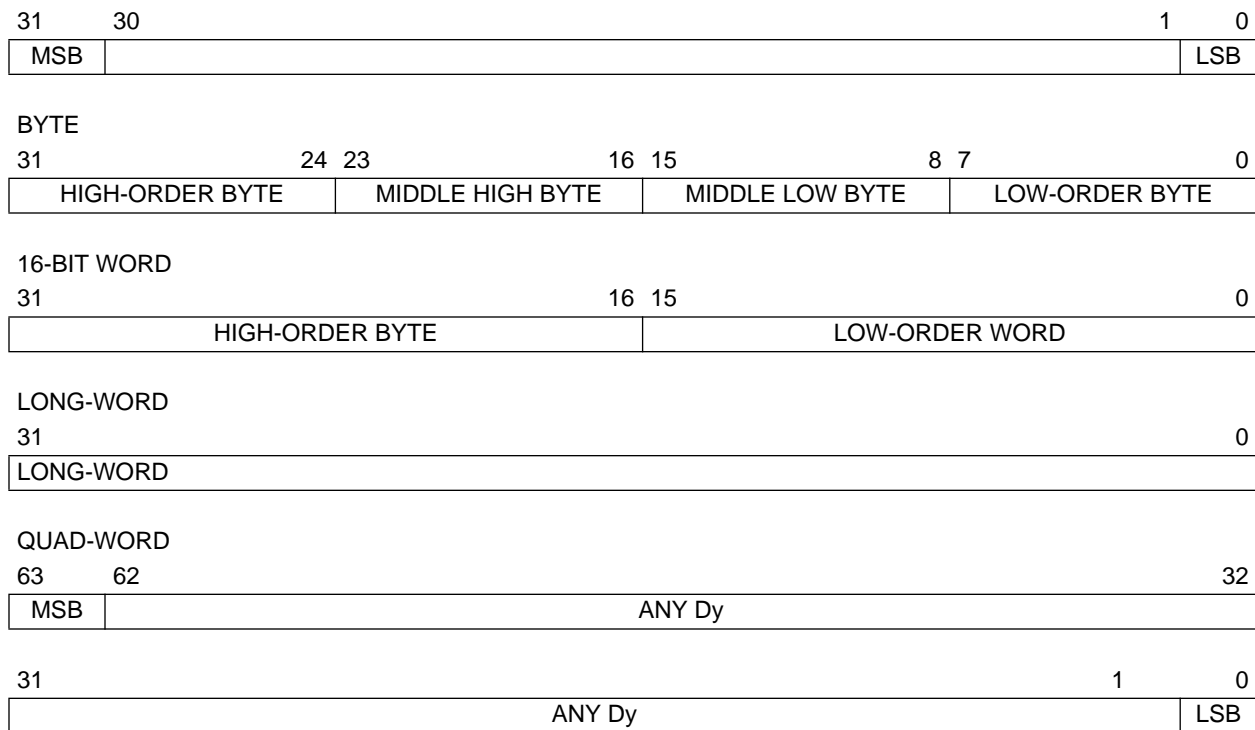 31 30 1 0
MSB LSB
BYTE
31 24 23 16 15 8 7 0
HIGH-ORDER BYTE MIDDLE HIGH BYTE MIDDLE LOW BYTE LOW-ORDER BYTE
16-BIT WORD
31 16 15 0
HIGH-ORDER BYTE LOW-ORDER WORD
LONG-WORD
31 0
LONG-WORD
QUAD-WORD
63 62 32
MSB ANY Dy
31 1 0
ANY Dy LSB